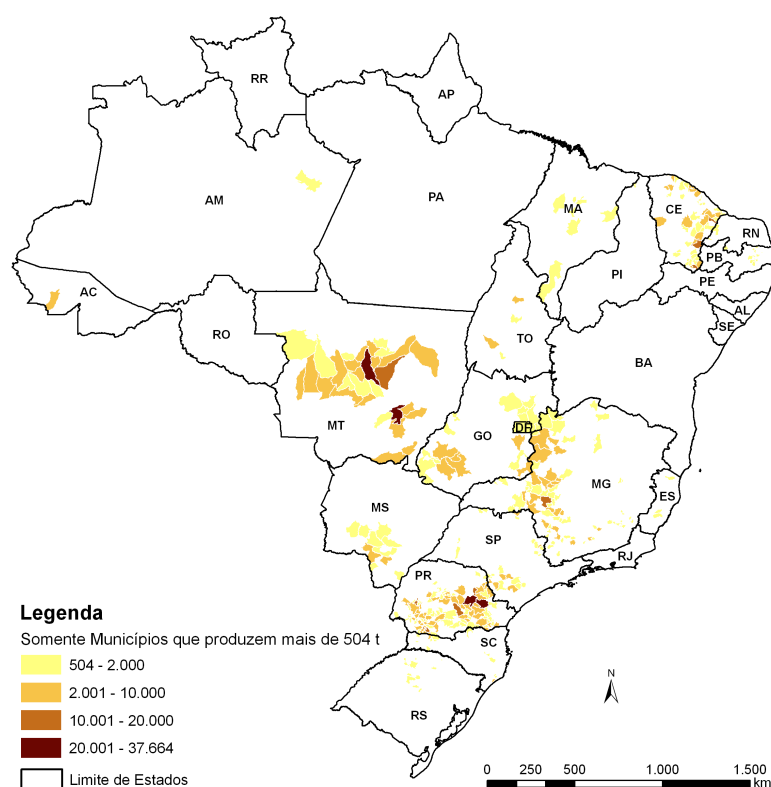 RR
AP
AM
PA
MA
CE
RN
PB
PE
AL
SE
PI
AC
RO
TO
BA
MT
GO
DF
MG
ES
MS
SP
RJ
PR
SC
RS
Legenda
Somente Municípios que produzem mais de 504 t
504 - 2.000
2.001 - 10.000
10.001 - 20.000
20.001 - 37.664
Limite de Estados
N
0 250 500 1.000 1.500
km